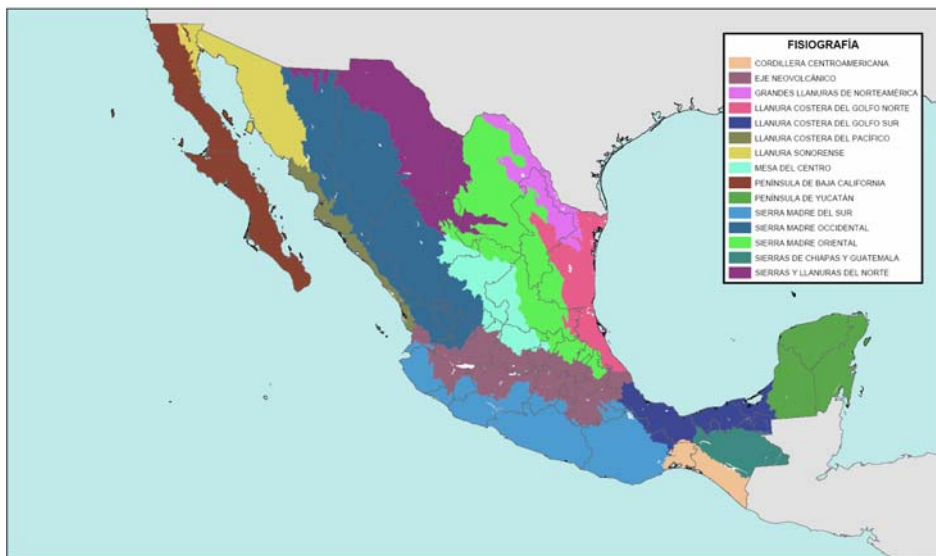 FISIOGRAFÍA
CORDILLERA CENTROAMERICANA
EJE NEOVOLCÁNICO
GRANDES LLANURAS DE NORTEAMÉRICA
LLANURA COSTERA DEL GOLFO NORTE
LLANURA COSTERA DEL GOLFO SUR
LLANURA COSTERA DEL PACÍFICO
LLANURA SONORENSE
MESA DEL CENTRO
PENÍNSULA DE BAJA CALIFORNIA
PENÍNSULA DE YUCATÁN
SIERRA MADRE DEL SUR
SIERRA MADRE OCCIDENTAL
SIERRA MADRE ORIENTAL
SIERRAS DE CHIAPAS Y GUATEMALA
SIERRAS Y LLANURAS DEL NORTE